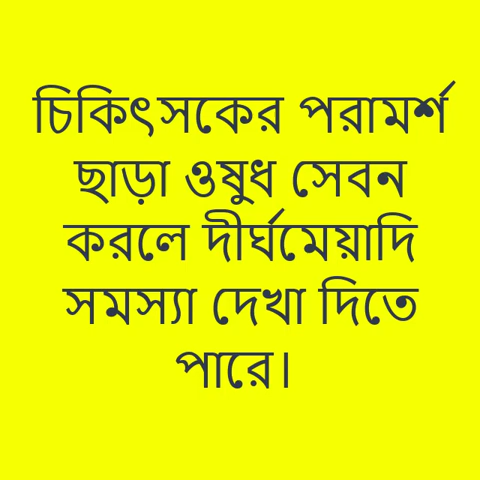 চিকিৎসকের পরামর্শ
ছাড়া ওষুধ সেবন
করলে দীর্ঘমেয়াদি
সমস্যা দেখা দিতে
পারে।